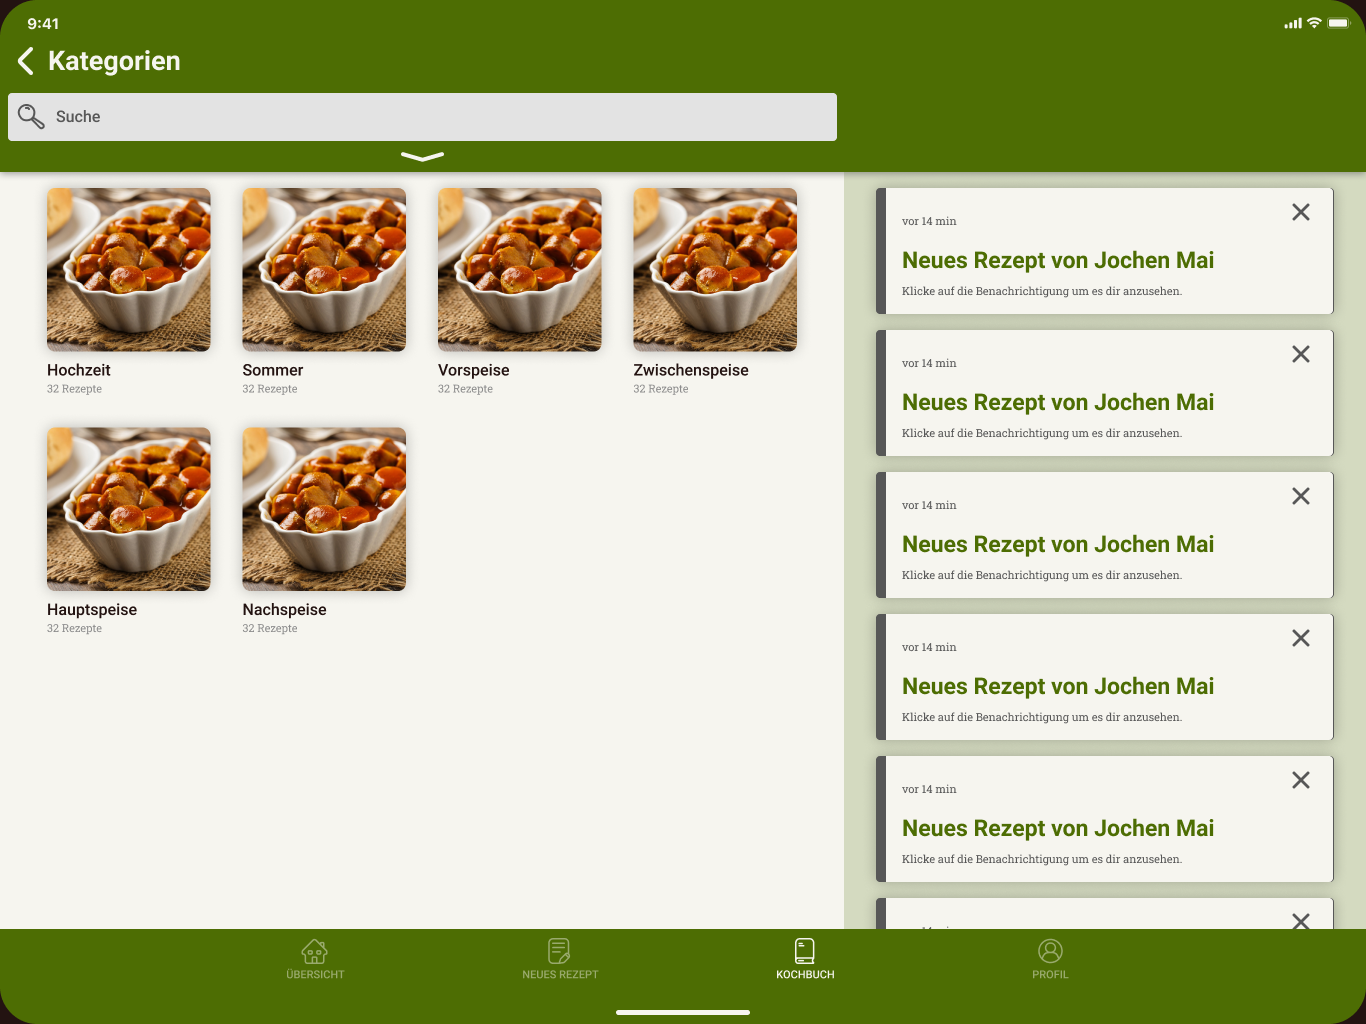 9:41
Kategorien
Suche
Hochzeit
32 Rezepte
Sommer
32 Rezepte
Vorspeise
32 Rezepte
Zwischenspeise
32 Rezepte
Hauptspeise
32 Rezepte
Nachspeise
32 Rezepte
vor 14 min
Neues Rezept von Jochen Mai
Klicke auf die Benachrichtigung um es dir anzusehen.
vor 14 min
Neues Rezept von Jochen Mai
Klicke auf die Benachrichtigung um es dir anzusehen.
vor 14 min
Neues Rezept von Jochen Mai
Klicke auf die Benachrichtigung um es dir anzusehen.
vor 14 min
Neues Rezept von Jochen Mai
Klicke auf die Benachrichtigung um es dir anzusehen.
vor 14 min
Neues Rezept von Jochen Mai
Klicke auf die Benachrichtigung um es dir anzusehen.
ÜBERSICHT
NEUES REZEPT
KOCHBUCH
PROFIL